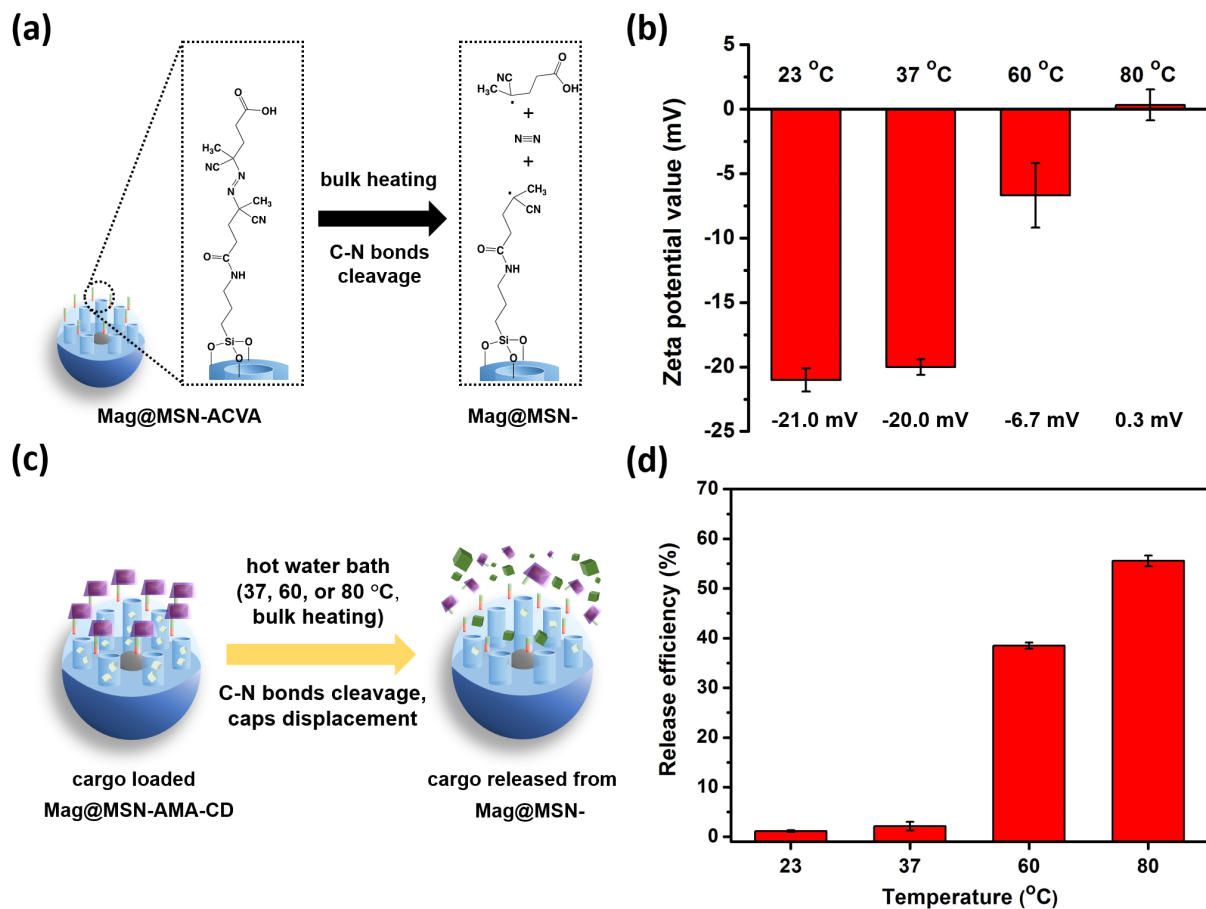 (a)
O
OH
H₃C
NC
N
N
CH₃
CN
O
C
NH
Si
O
O
O
Mag@MSN-ACVA
bulk heating
C-N bonds
cleavage
NC
O
H₃C
OH
+
N≡N
+
CH₃
CN
O
C
NH
Si
O
O
O
Mag@MSN-
(b)
Zeta potential value (mV)
5
0
-5
-10
-15
-20
-25
23 °C
37 °C
60 °C
80 °C
-21.0 mV
-20.0 mV
-6.7 mV
0.3 mV
(c)
cargo loaded
Mag@MSN-AMA-CD
hot water bath
(37, 60, or 80 °C,
bulk heating)
C-N bonds cleavage,
caps displacement
cargo released from
Mag@MSN-
(d)
Release efficiency (%)
70
60
50
40
30
20
10
0
23
37
60
80
Temperature (°C)